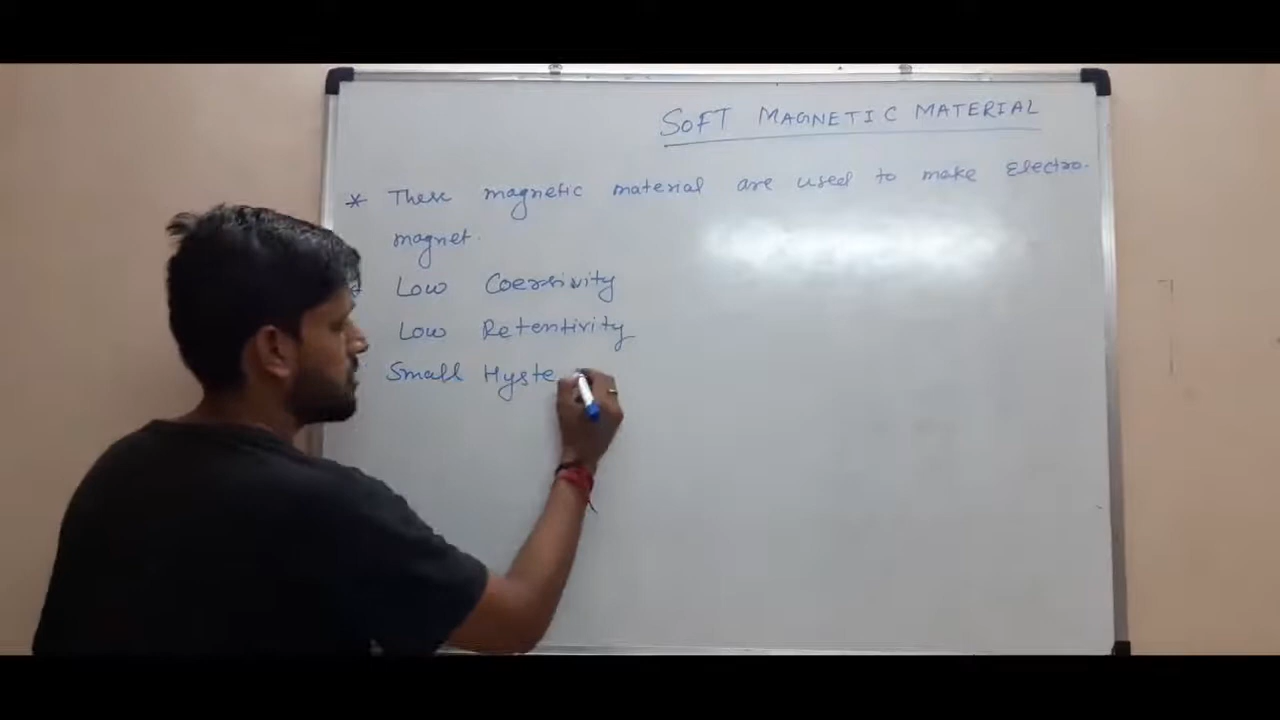 SOFT MAGNETIC MATERIAL
* These magnetic material are used to make Electro-
magnet.
Low Coersivity
Low Retentivity
Small Hyste